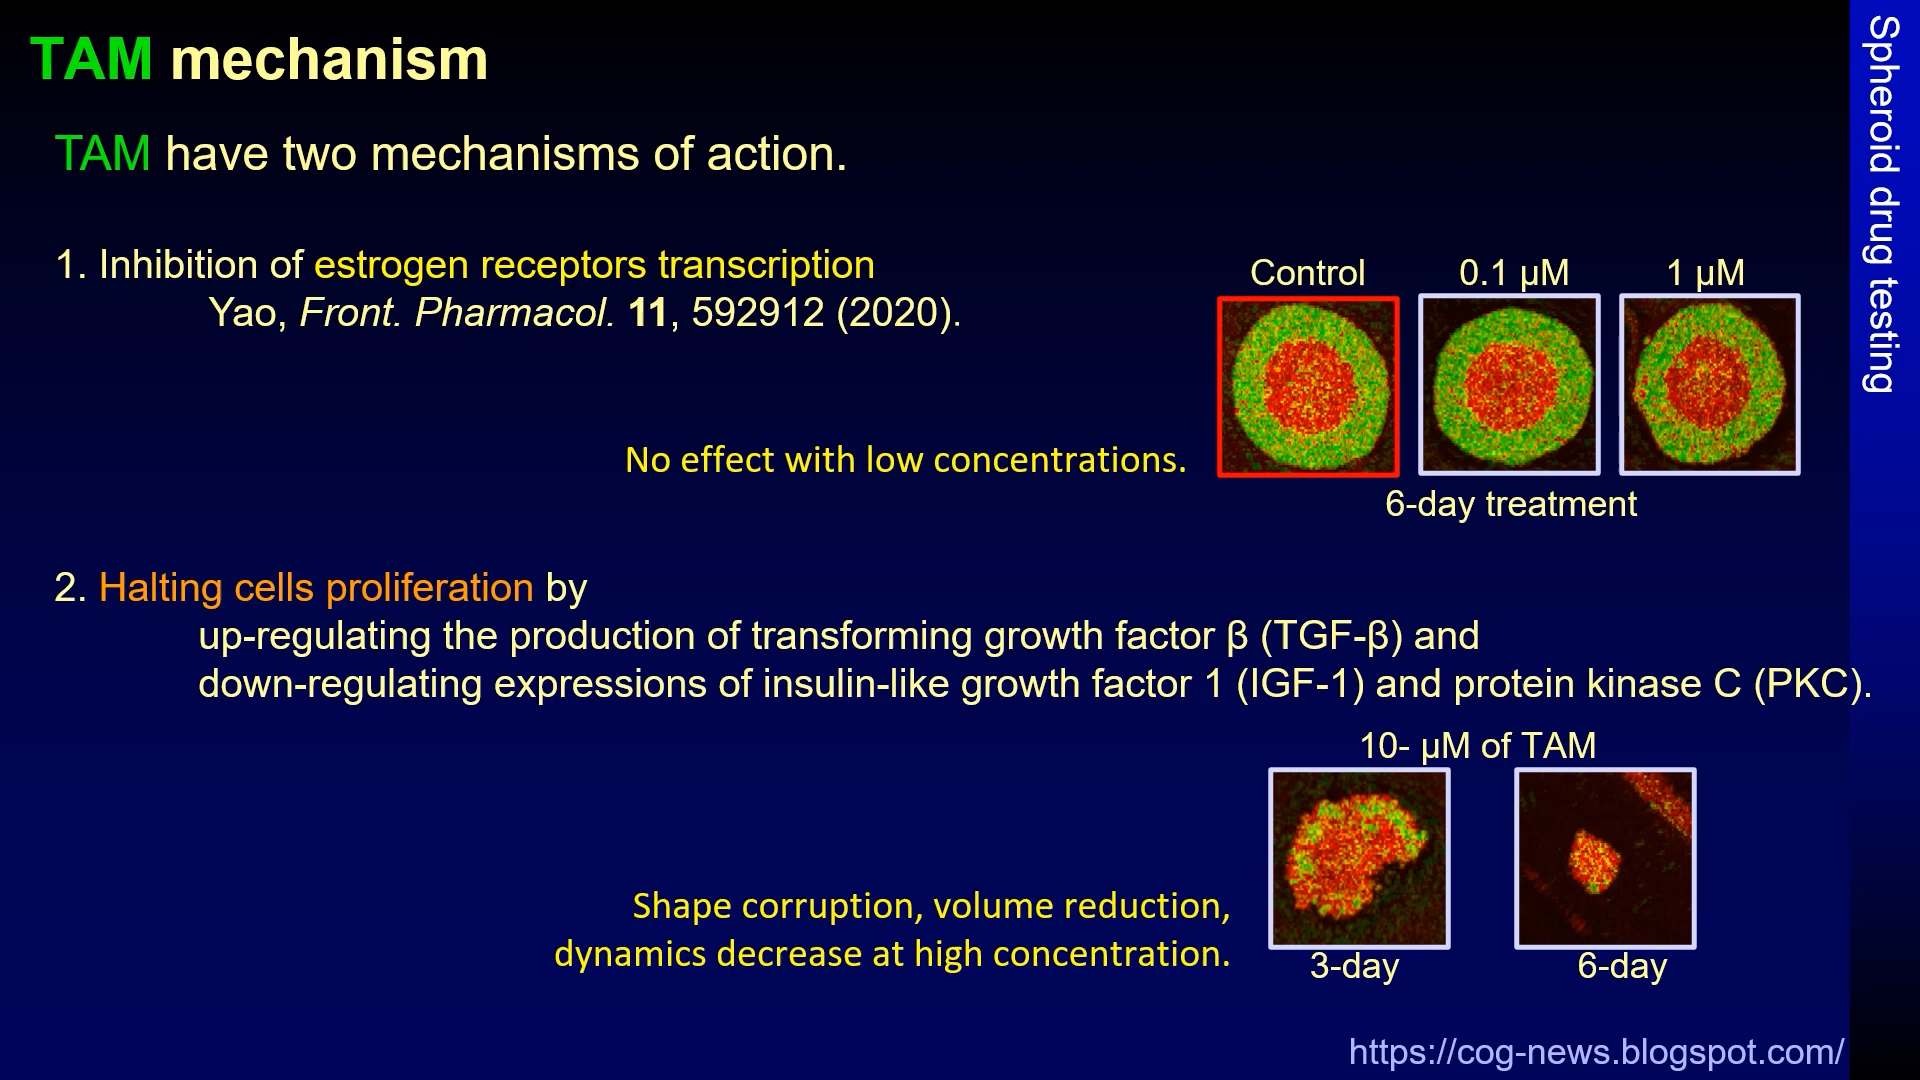 TAM mechanism
TAM have two mechanisms of action.
1. Inhibition of estrogen receptors transcription
Yao, Front. Pharmacol. 11, 592912 (2020).
Control
0.1 µM
1 µM
No effect with low concentrations.
6-day treatment
2. Halting cells proliferation by
up-regulating the production of transforming growth factor β (TGF-β) and
down-regulating expressions of insulin-like growth factor 1 (IGF-1) and protein kinase C (PKC).
10- µM of TAM
Shape corruption, volume reduction,
dynamics decrease at high concentration.
3-day
6-day
https://cog-news.blogspot.com/
Spheroid drug testing